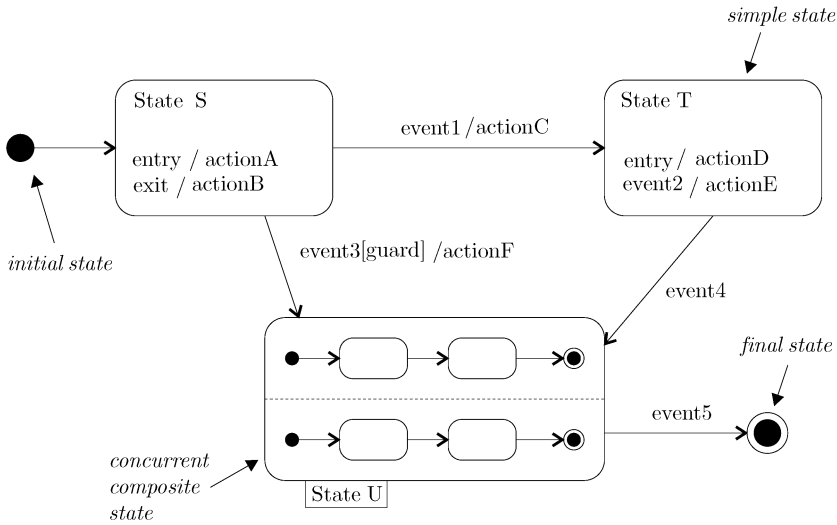 simple state
State S
State T
event1/actionC
entry / actionA
exit / actionB
entry/ actionD
event2 / actionE
initial state
event3[guard] /actionF
event4
final state
event5
concurrent
composite
state
State U